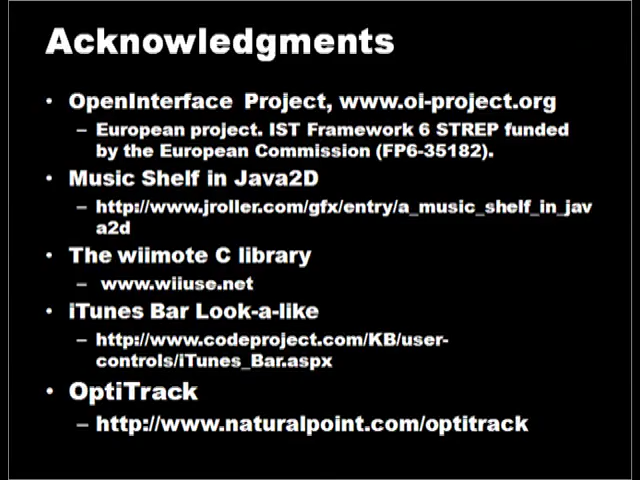 Acknowledgments
• OpenInterface Project, www.oi-project.org
– European project. IST Framework 6 STREP funded
by the European Commission (FP6-35182).
• Music Shelf in Java2D
– http://www.jroller.com/gfx/entry/a_music_shelf_in_jav
a2d
• The wiimote C library
– www.wiiuse.net
• iTunes Bar Look-a-like
– http://www.codeproject.com/KB/user-
controls/iTunes_Bar.aspx
• OptiTrack
– http://www.naturalpoint.com/optitrack